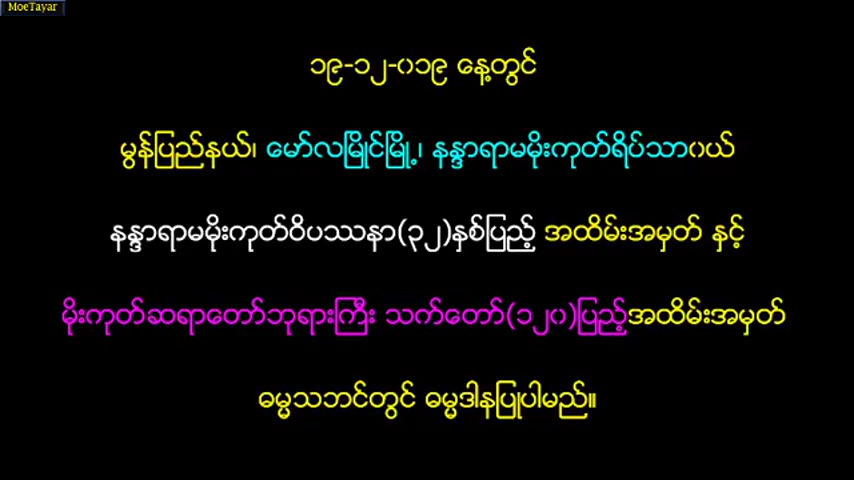 MoeTayar
၁၉-၁၂-၀၁၉ နေ့တွင်
မွန်ပြည်နယ်၊ မော်လမြိုင်မြို့၊ နန္ဒာရာမမိုးကုတ်ရိပ်သာဝယ်
နန္ဒာရာမမိုးကုတ်ဝိပဿနာ(၃၂)နှစ်ပြည့် အထိမ်းအမှတ် နှင့်
မိုးကုတ်ဆရာတော်ဘုရားကြီး သက်တော်(၁၂၀)ပြည့်အထိမ်းအမှတ်
ဓမ္မသဘင်တွင် ဓမ္မဒါနပြုပါမည်။